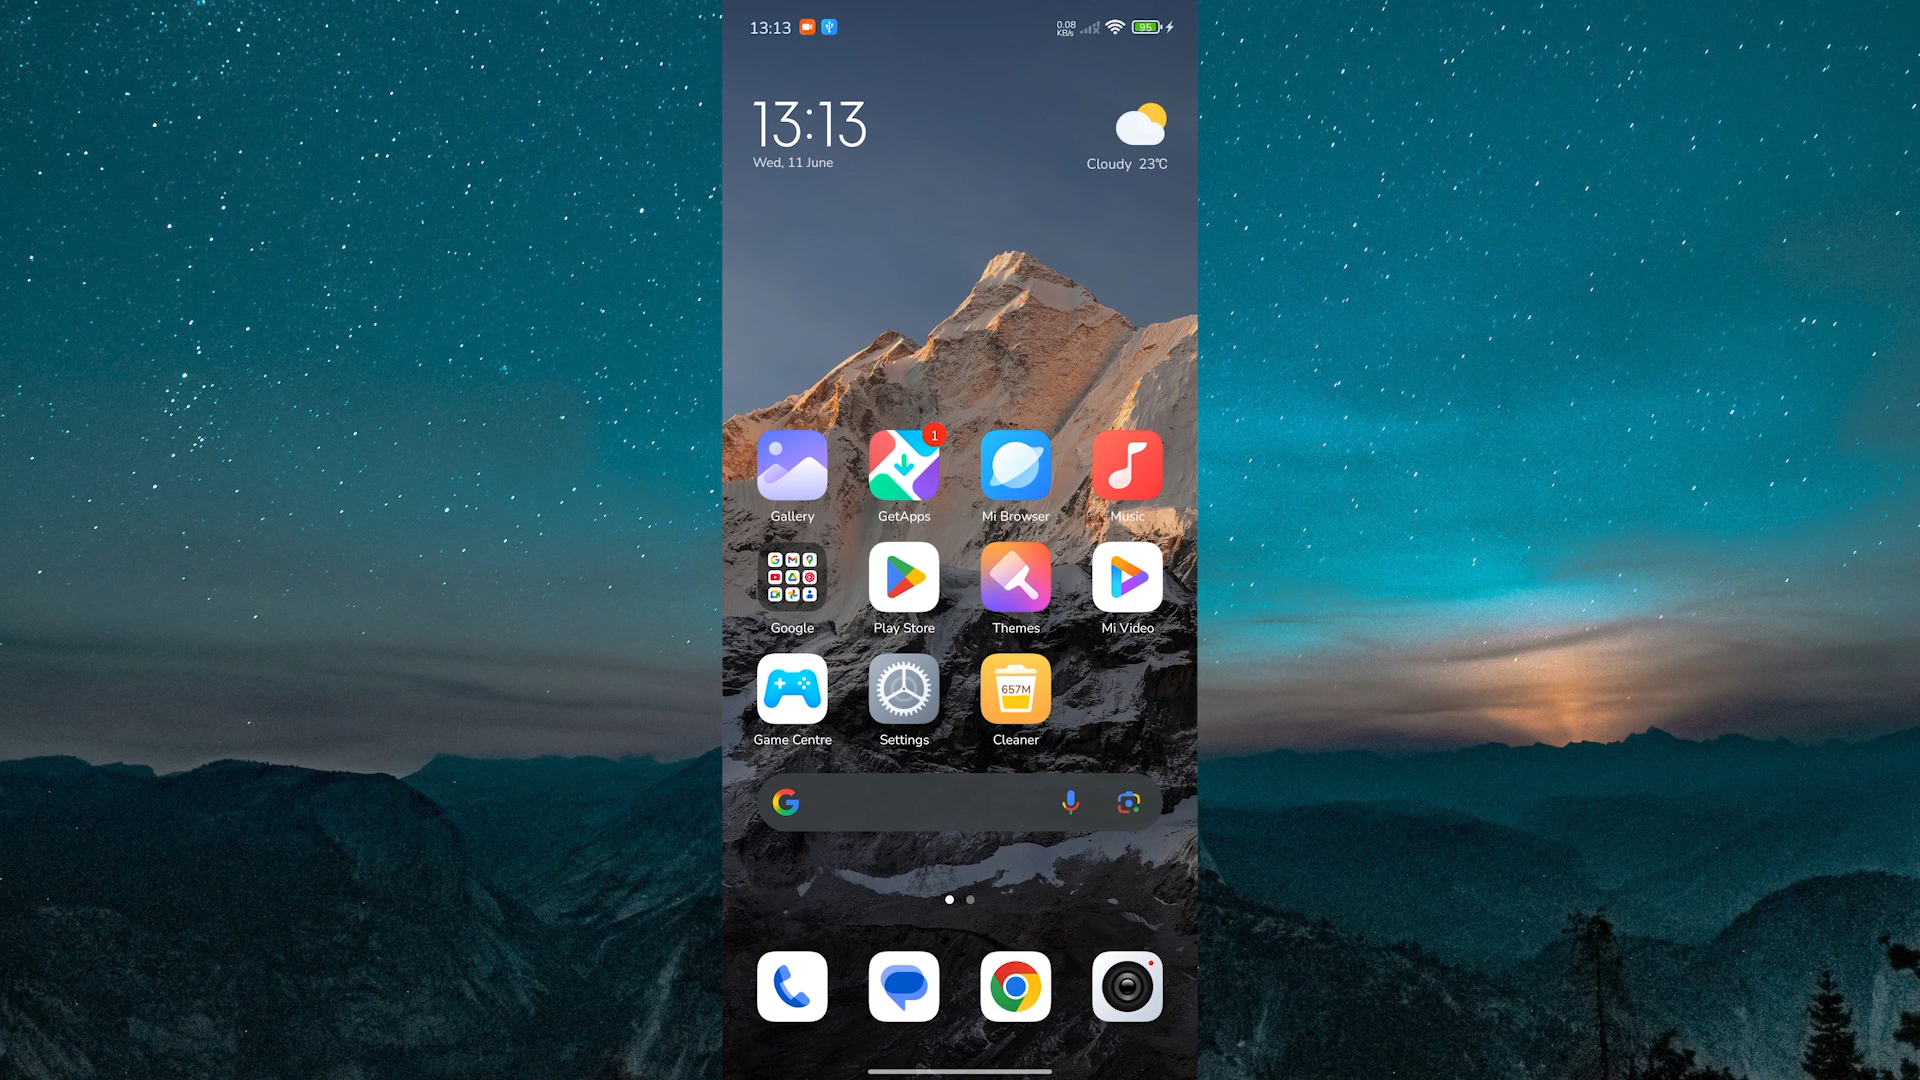 13:13
0.08
KB/s
95
13:13
Wed, 11 June
Cloudy 23℃
1
Gallery
GetApps
Mi Browser
Music
Google
Play Store
Themes
Mi Video
657M
Game Centre
Settings
Cleaner